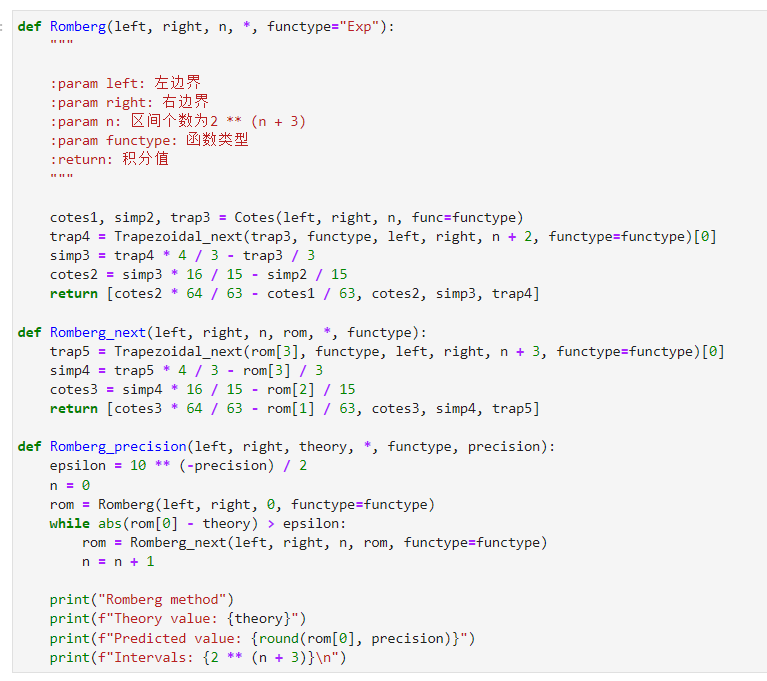 def Romberg(left, right, n, *, functype="Exp"):
    """

    :param left: 左边界
    :param right: 右边界
    :param n: 区间个数为2 ** (n + 3)
    :param functype: 函数类型
    :return: 积分值
    """

    cotes1, simp2, trap3 = Cotes(left, right, n, func=functype)
    trap4 = Trapezoidal_next(trap3, functype, left, right, n + 2, functype=functype)[0]
    simp3 = trap4 * 4 / 3 - trap3 / 3
    cotes2 = simp3 * 16 / 15 - simp2 / 15
    return [cotes2 * 64 / 63 - cotes1 / 63, cotes2, simp3, trap4]

def Romberg_next(left, right, n, rom, *, functype):
    trap5 = Trapezoidal_next(rom[3], functype, left, right, n + 3, functype=functype)[0]
    simp4 = trap5 * 4 / 3 - rom[3] / 3
    cotes3 = simp4 * 16 / 15 - rom[2] / 15
    return [cotes3 * 64 / 63 - rom[1] / 63, cotes3, simp4, trap5]

def Romberg_precision(left, right, theory, *, functype, precision):
    epsilon = 10 ** (-precision) / 2
    n = 0
    rom = Romberg(left, right, 0, functype=functype)
    while abs(rom[0] - theory) > epsilon:
        rom = Romberg_next(left, right, n, rom, functype=functype)
        n = n + 1

    print("Romberg method")
    print(f"Theory value: {theory}")
    print(f"Predicted value: {round(rom[0], precision)}")
    print(f"Intervals: {2 ** (n + 3)}\n")